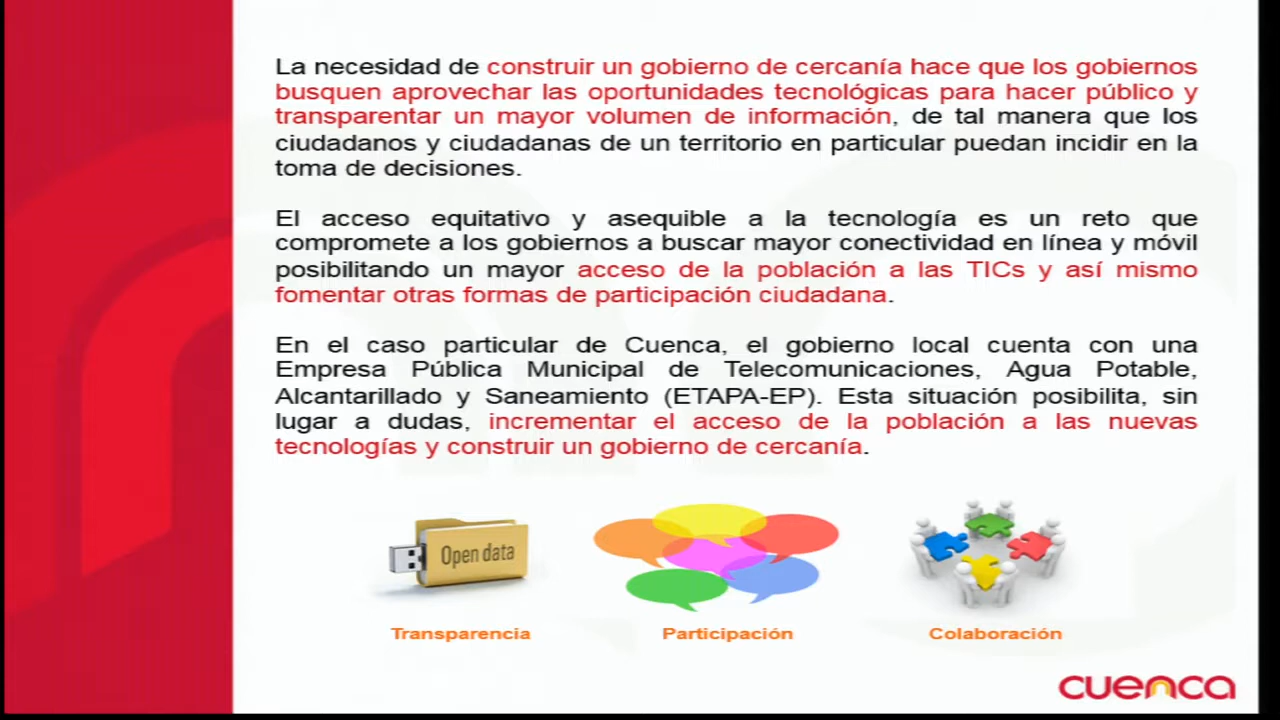 La necesidad de construir un gobierno de cercanía hace que los gobiernos
busquen aprovechar las oportunidades tecnológicas para hacer público y
transparentar un mayor volumen de información, de tal manera que los
ciudadanos y ciudadanas de un territorio en particular puedan incidir en la
toma de decisiones.
El acceso equitativo y asequible a la tecnología es un reto que
compromete a los gobiernos a buscar mayor conectividad en línea y móvil
posibilitando un mayor acceso de la población a las TICs y así mismo
fomentar otras formas de participación ciudadana.
En el caso particular de Cuenca, el gobierno local cuenta con una
Empresa Pública Municipal de Telecomunicaciones, Agua Potable,
Alcantarillado y Saneamiento (ETAPA-EP). Esta situación posibilita, sin
lugar a dudas, incrementar el acceso de la población a las nuevas
tecnologías y construir un gobierno de cercanía.
Open data
Transparencia
Participación
Colaboración
cuenca